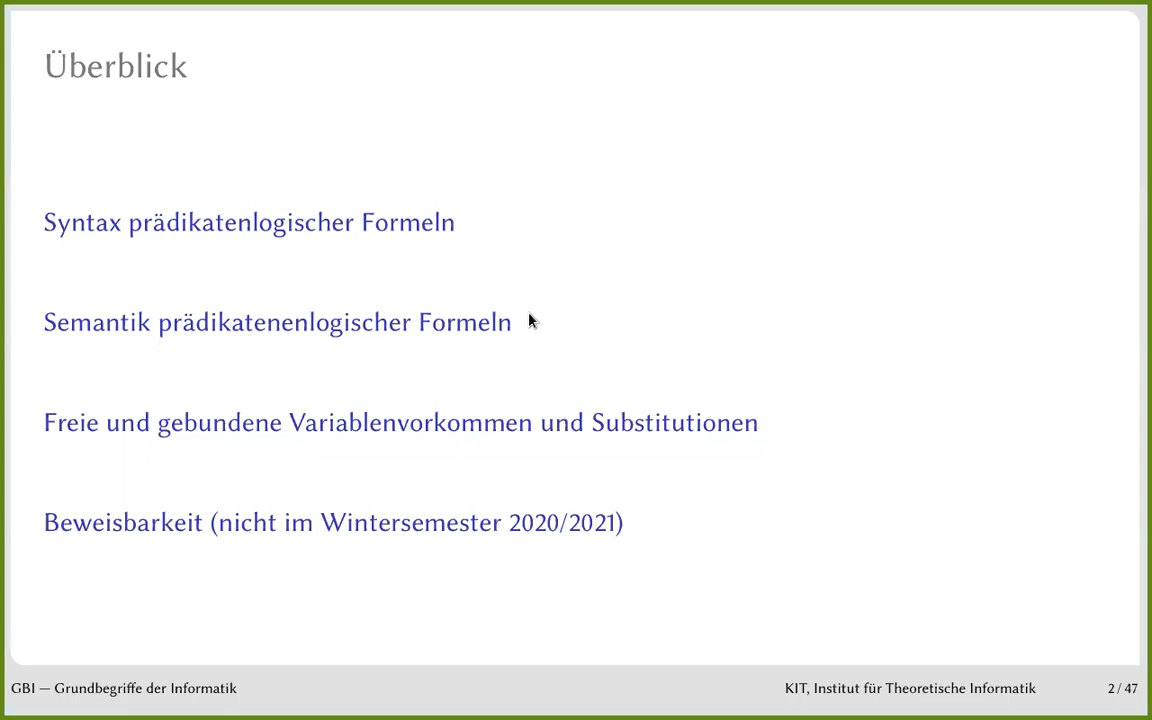 Überblick
Syntax prädikatenlogischer Formeln
Semantik prädikatenenlogischer Formeln
Freie und gebundene Variablenvorkommen und Substitutionen
Beweisbarkeit (nicht im Wintersemester 2020/2021)
GBI — Grundbegriffe der Informatik KIT, Institut für Theoretische Informatik 2 / 47